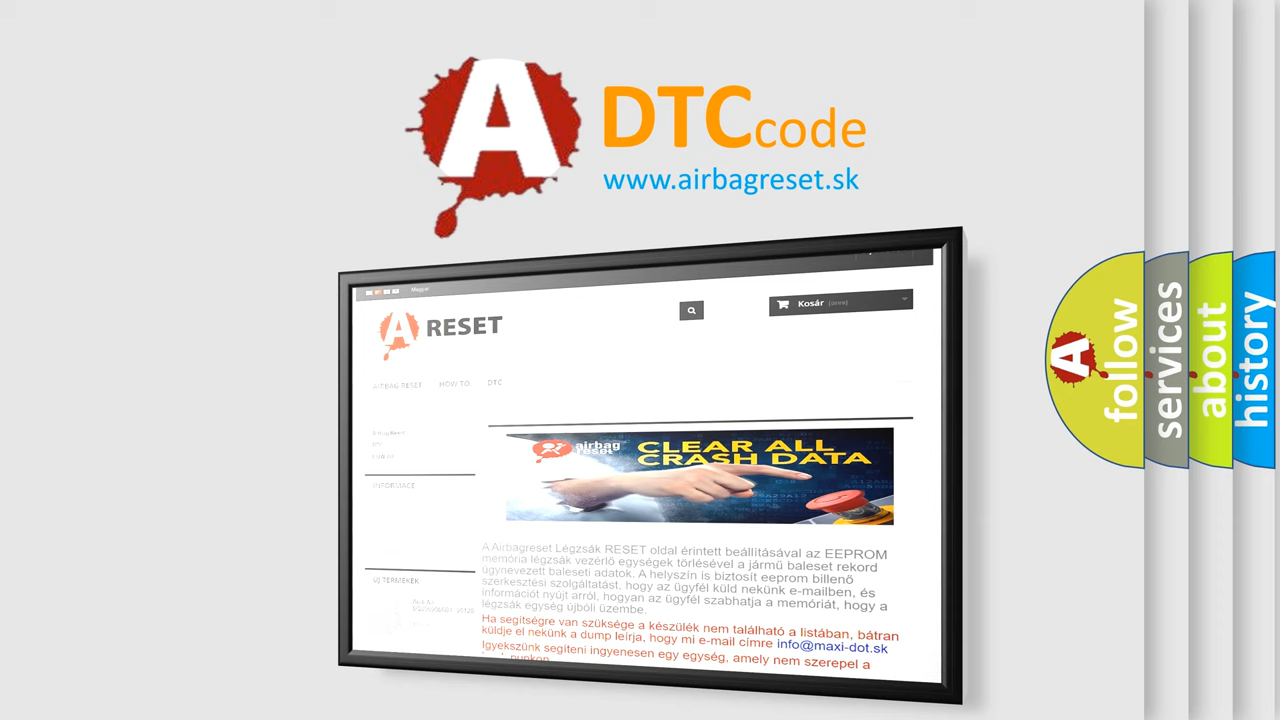 A DTCcode
www.airbagreset.sk
Magyar
Kosár (üres)
A RESET
AIRBAG RESET HOW TO DTC
airbag
reset
CLEAR ALL
CRASH DATA
INFORMACE
A Airbagreset Légzsák RESET oldal érintett beállításával az EEPROM
memória légzsák vezérlő egységek törlésével a jármű baleset rekord
úgynevezett baleseti adatok. A helyszín is biztosít eeprom billenő
szerkesztési szolgáltatást, hogy az ügyfél küld nekünk e-mailben, és
információt nyújt arról, hogyan az ügyfél szabhatja a memóriát, hogy a
légzsák egység újbóli üzembe.
ÚJ TERMÉKEK
Ha segítségre van szüksége a készülék nem található a listában, bátran
küldje el nekünk a dump leírja, hogy mi e-mail címre info@maxi-dot.sk
Igyekszünk segíteni ingyenesen egy egység, amely nem szerepel a
follow
services
about
history